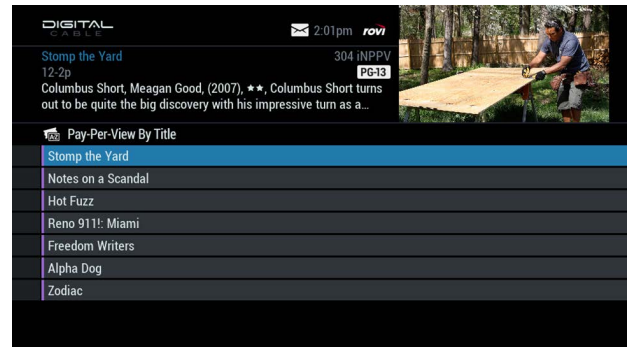 DIGITAL
CABLE
2:01pm rovi
Stomp the Yard 304 iNPPV
12-2p PG-13
Columbus Short, Meagan Good, (2007), ★★, Columbus Short turns
out to be quite the big discovery with his impressive turn as a...
AZ Pay-Per-View By Title
Stomp the Yard
Notes on a Scandal
Hot Fuzz
Reno 911!: Miami
Freedom Writers
Alpha Dog
Zodiac